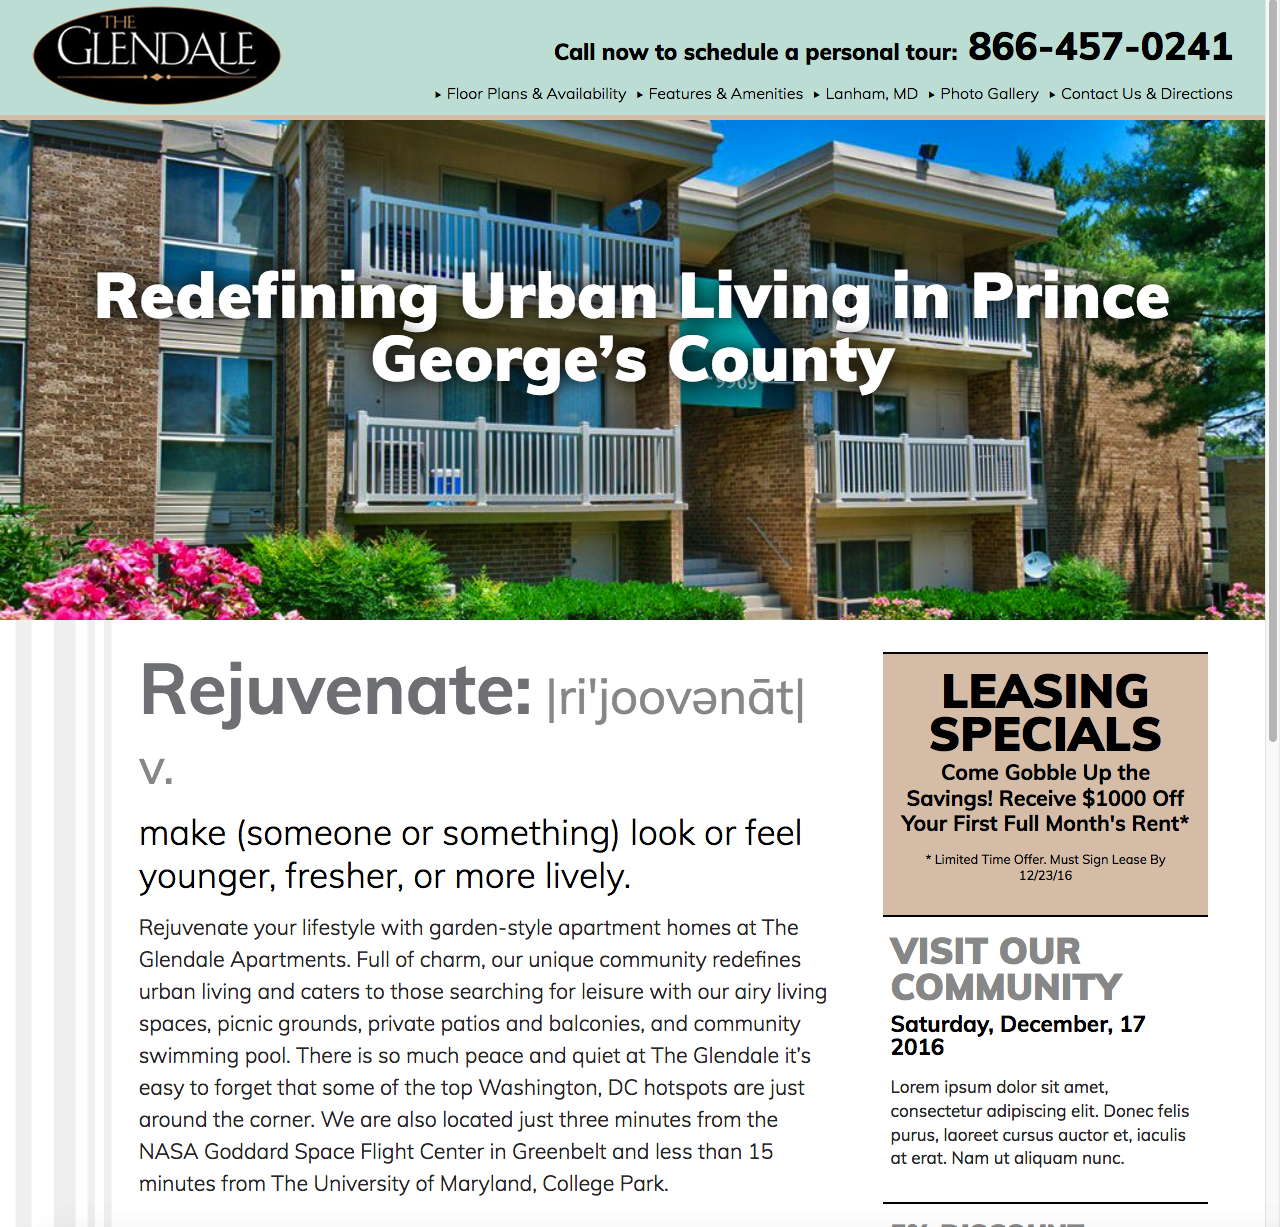 THE
GLENDALE
Call now to schedule a personal tour: 866-457-0241
Floor Plans & Availability Features & Amenities Lanham, MD Photo Gallery Contact Us & Directions
Redefining Urban Living in Prince
George’s County
9969
Rejuvenate: |ri'joovənāt|
v.
make (someone or something) look or feel
younger, fresher, or more lively.
Rejuvenate your lifestyle with garden-style apartment homes at The
Glendale Apartments. Full of charm, our unique community redefines
urban living and caters to those searching for leisure with our airy living
spaces, picnic grounds, private patios and balconies, and community
swimming pool. There is so much peace and quiet at The Glendale it’s
easy to forget that some of the top Washington, DC hotspots are just
around the corner. We are also located just three minutes from the
NASA Goddard Space Flight Center in Greenbelt and less than 15
minutes from The University of Maryland, College Park.
LEASING
SPECIALS
Come Gobble Up the
Savings! Receive $1000 Off
Your First Full Month's Rent*
* Limited Time Offer. Must Sign Lease By
12/23/16
VISIT OUR
COMMUNITY
Saturday, December, 17
2016
Lorem ipsum dolor sit amet,
consectetur adipiscing elit. Donec felis
purus, laoreet cursus auctor et, iaculis
at erat. Nam ut aliquam nunc.
5% DISCOUNT